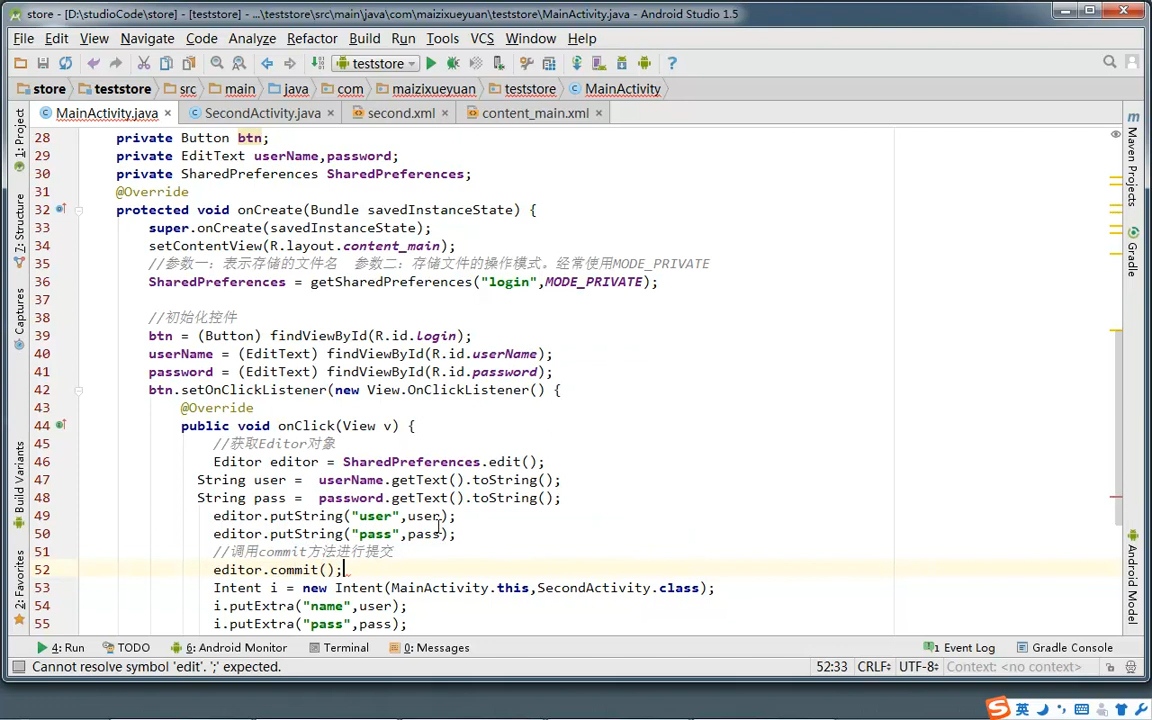 store - [D:\studioCode\store] - [teststore] - ...\teststore\src\main\java\com\maizixueyuan\teststore\MainActivity.java - Android Studio 1.5
File Edit View Navigate Code Analyze Refactor Build Run Tools VCS Window Help
teststore
store teststore src main java com maizixueyuan teststore MainActivity
MainActivity.java SecondActivity.java second.xml content_main.xml
28 private Button btn;
29 private EditText userName,password;
30 private SharedPreferences SharedPreferences;
31 @Override
32 protected void onCreate(Bundle savedInstanceState) {
33 super.onCreate(savedInstanceState);
34 setContentView(R.layout.content_main);
35 //参数一：表示存储的文件名 参数二：存储文件的操作模式。经常使用MODE_PRIVATE
36 SharedPreferences = getSharedPreferences("login",MODE_PRIVATE);
37
38 //初始化控件
39 btn = (Button) findViewById(R.id.login);
40 userName = (EditText) findViewById(R.id.userName);
41 password = (EditText) findViewById(R.id.password);
42 btn.setOnClickListener(new View.OnClickListener() {
43 @Override
44 public void onClick(View v) {
45 //获取Editor对象
46 Editor editor = SharedPreferences.edit();
47 String user = userName.getText().toString();
48 String pass = password.getText().toString();
49 editor.putString("user",user);
50 editor.putString("pass",pass);
51 //调用commit方法进行提交
52 editor.commit();
53 Intent i = new Intent(MainActivity.this,SecondActivity.class);
54 i.putExtra("name",user);
55 i.putExtra("pass",pass);
1: Project
7: Structure
Captures
Build Variants
2: Favorites
Maven Projects
Gradle
Android Model
4: Run TODO 6: Android Monitor Terminal 0: Messages 1 Event Log Gradle Console
Cannot resolve symbol 'edit'. ';' expected. 52:33 CRLF UTF-8 Context: <no context>
英